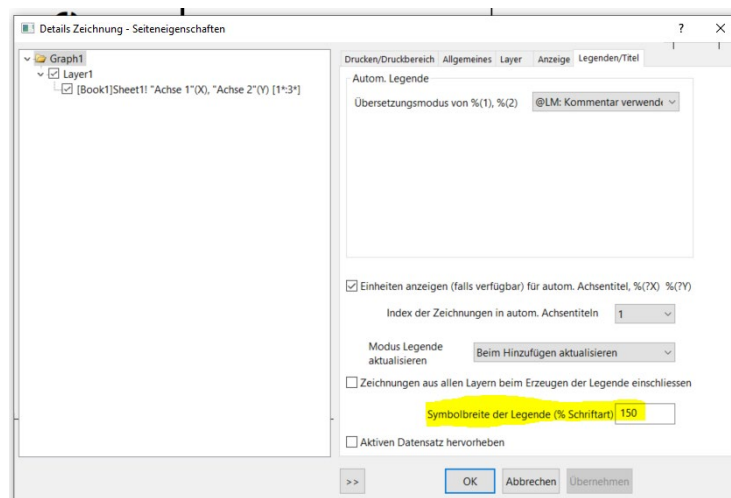 Details Zeichnung - Seiteneigenschaften
?
Graph1
Layer1
[Book1]Sheet1! "Achse 1"(X), "Achse 2"(Y) [1*:3*]
Drucken/Druckbereich Allgemeines Layer Anzeige Legenden/Titel
Autom. Legende
Übersetzungsmodus von %(1), %(2) @LM: Kommentar verwende
Einheiten anzeigen (falls verfügbar) für autom. Achsentitel, %(?X) %(?Y)
Index der Zeichnungen in autom. Achsentiteln 1
Modus Legende
aktualisieren
Beim Hinzufügen aktualisieren
Zeichnungen aus allen Layern beim Erzeugen der Legende einschliessen
Symbolbreite der Legende (% Schriftart) 150
Aktiven Datensatz hervorheben
>> OK Abbrechen Übernehmen